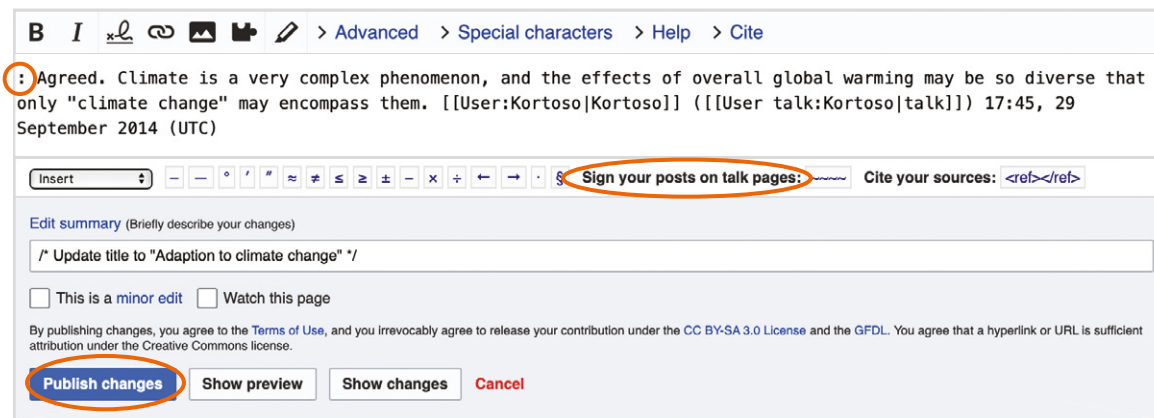 B I > Advanced > Special characters > Help > Cite
: Agreed. Climate is a very complex phenomenon, and the effects of overall global warming may be so diverse that
only "climate change" may encompass them. [[User:Kortoso|Kortoso]] ([[User talk:Kortoso|talk]]) 17:45, 29
September 2014 (UTC)
Insert – — ° ′ ″ ≈ ≠ ≤ ≥ ± − × ÷ ← → · § Sign your posts on talk pages: ~~~~ Cite your sources: <ref></ref>
Edit summary (Briefly describe your changes)
/* Update title to "Adaption to climate change" */
This is a minor edit Watch this page
By publishing changes, you agree to the Terms of Use, and you irrevocably agree to release your contribution under the CC BY-SA 3.0 License and the GFDL. You agree that a hyperlink or URL is sufficient
attribution under the Creative Commons license.
Publish changes Show preview Show changes Cancel